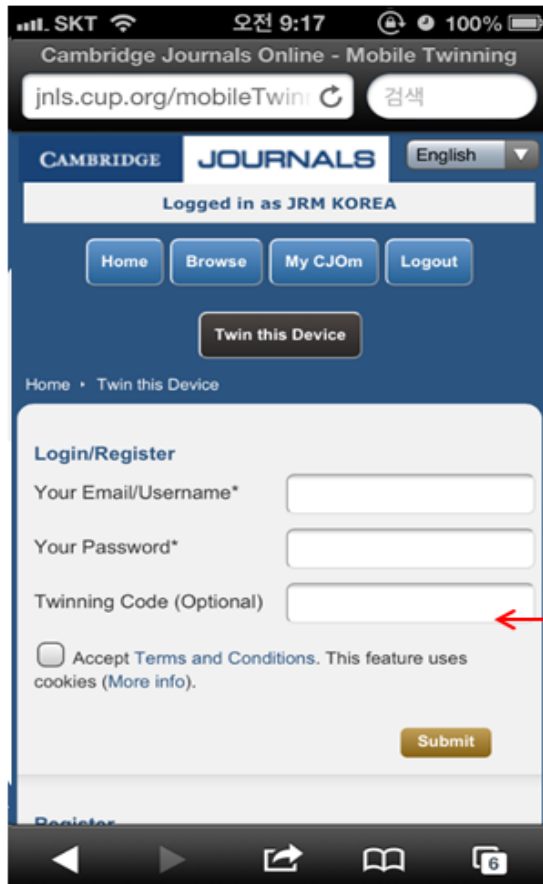 SKT 오전 9:17 100%
Cambridge Journals Online - Mobile Twinning
jnls.cup.org/mobileTwin 검색
CAMBRIDGE JOURNALS English
Logged in as JRM KOREA
Home Browse My CJOm Logout
Twin this Device
Home • Twin this Device
Login/Register
Your Email/Username*
Your Password*
Twinning Code (Optional)
Accept Terms and Conditions. This feature uses
cookies (More info).
Submit
Register
6